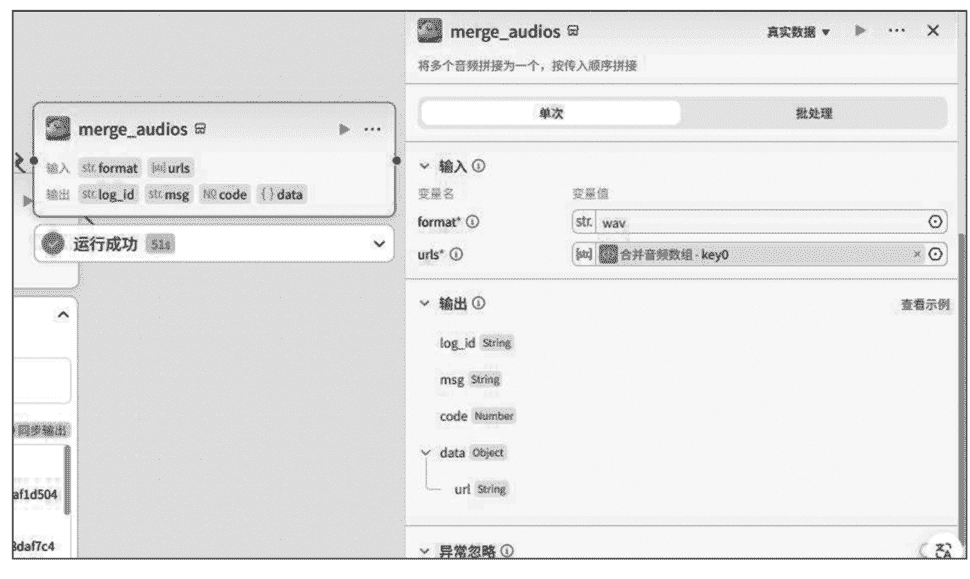 merge_audios
输入 str. format [str] urls
输出 str. log_id str. msg NO code { } data
运行成功 51s
同步输出
af1d504
3daf7c4
merge_audios
真实数据
将多个音频拼接为一个，按传入顺序拼接
单次 批处理
输入
变量名 变量值
format* str. wav
urls* [str] 合并音频数组 - key0 ×
输出 查看示例
log_id String
msg String
code Number
data Object
url String
异常忽略